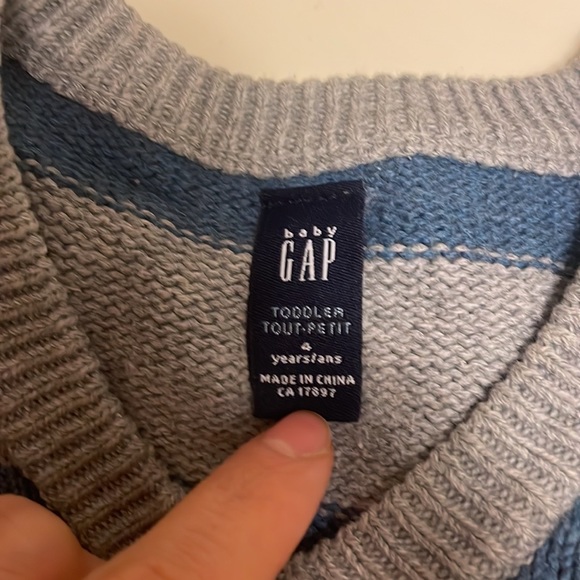 baby
GAP
TODDLER
TOUT-PETIT
4
years/ans
MADE IN CHINA
CA 17897